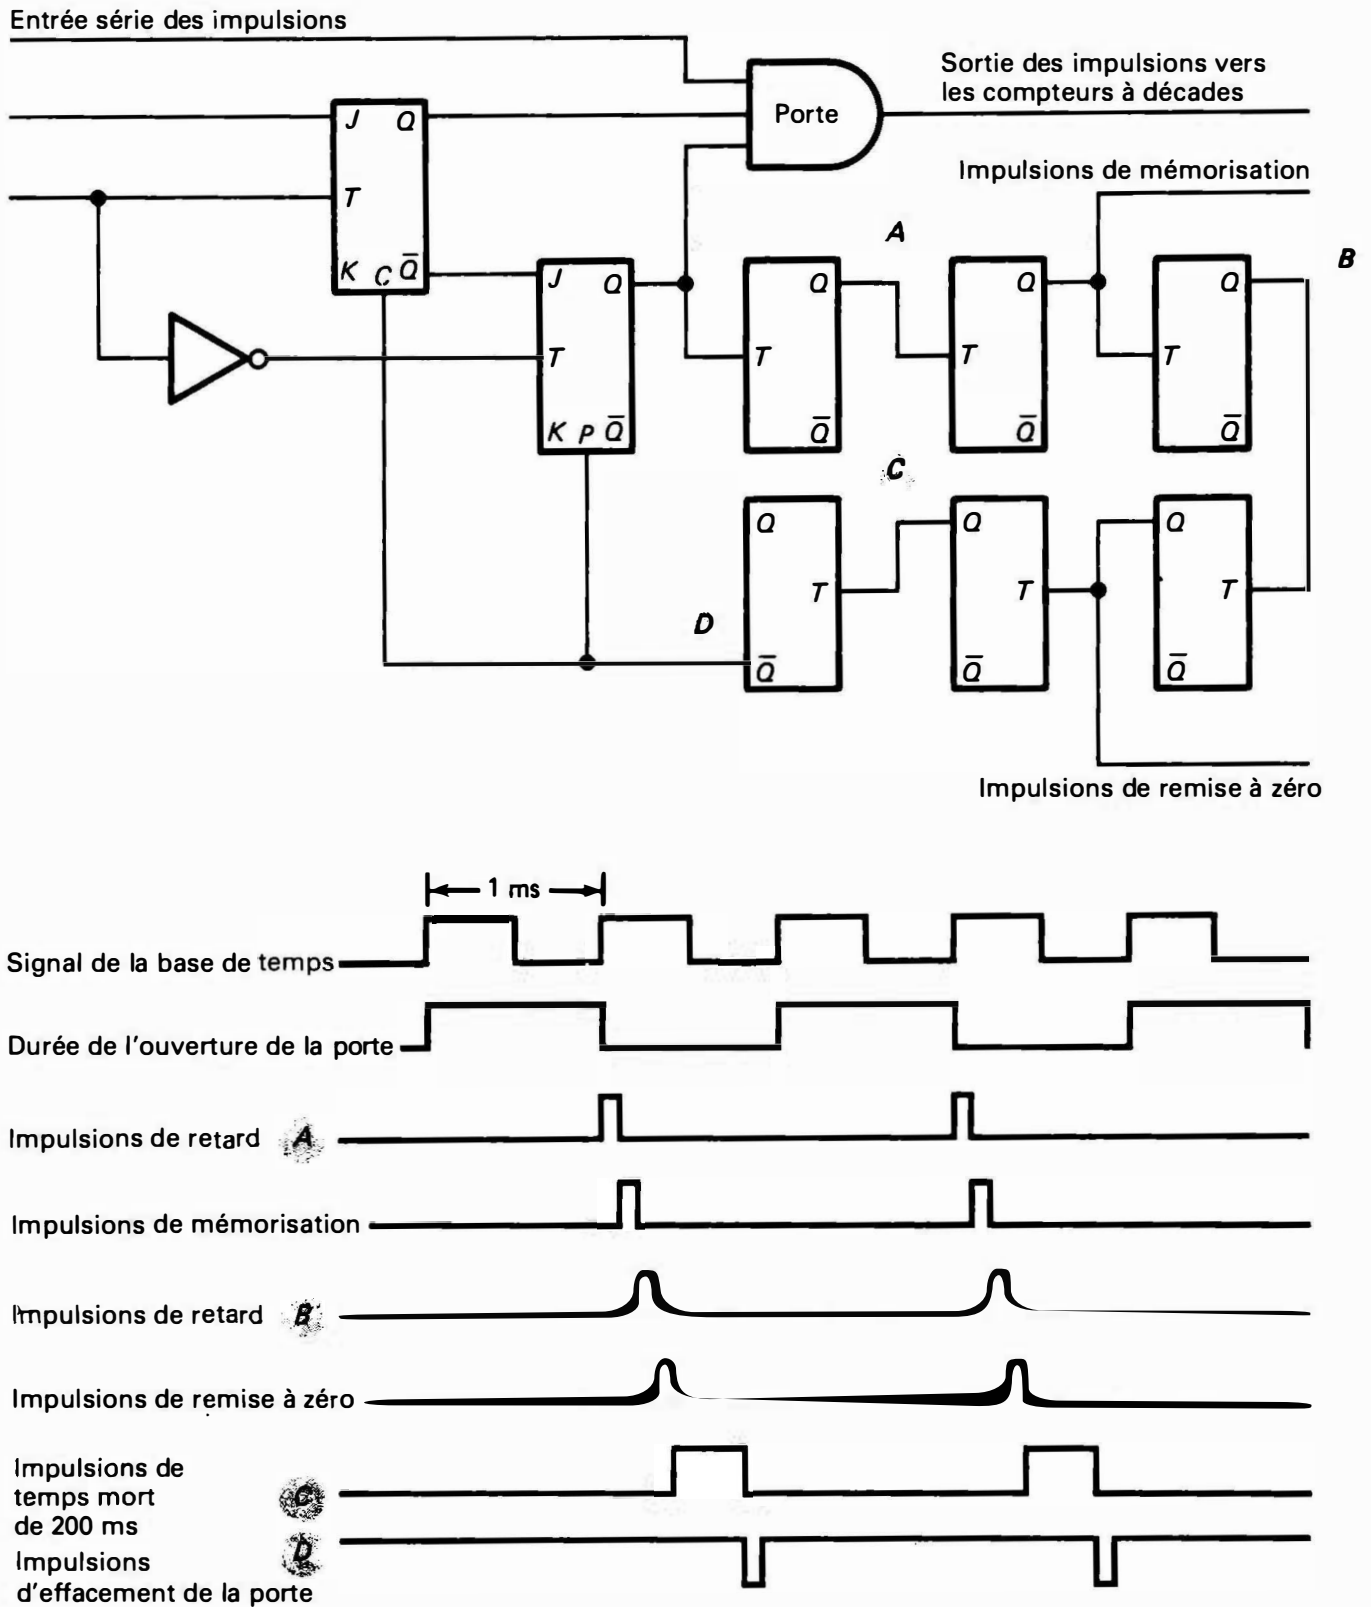 Entrée série des impulsions
Sortie des impulsions vers
les compteurs à décades
Porte
J Q
Impulsions de mémorisation
T
A
B
K C Q̅
J Q
Q
Q
Q
T
T
T
T
K P Q̅
Q̅
Q̅
Q̅
C
Q
Q
Q
T
T
T
D
Q̅
Q̅
Q̅
Impulsions de remise à zéro
1 ms
Signal de la base de temps
Durée de l'ouverture de la porte
Impulsions de retard A
Impulsions de mémorisation
Impulsions de retard B
Impulsions de remise à zéro
Impulsions de
temps mort C
de 200 ms
D
Impulsions
d'effacement de la porte